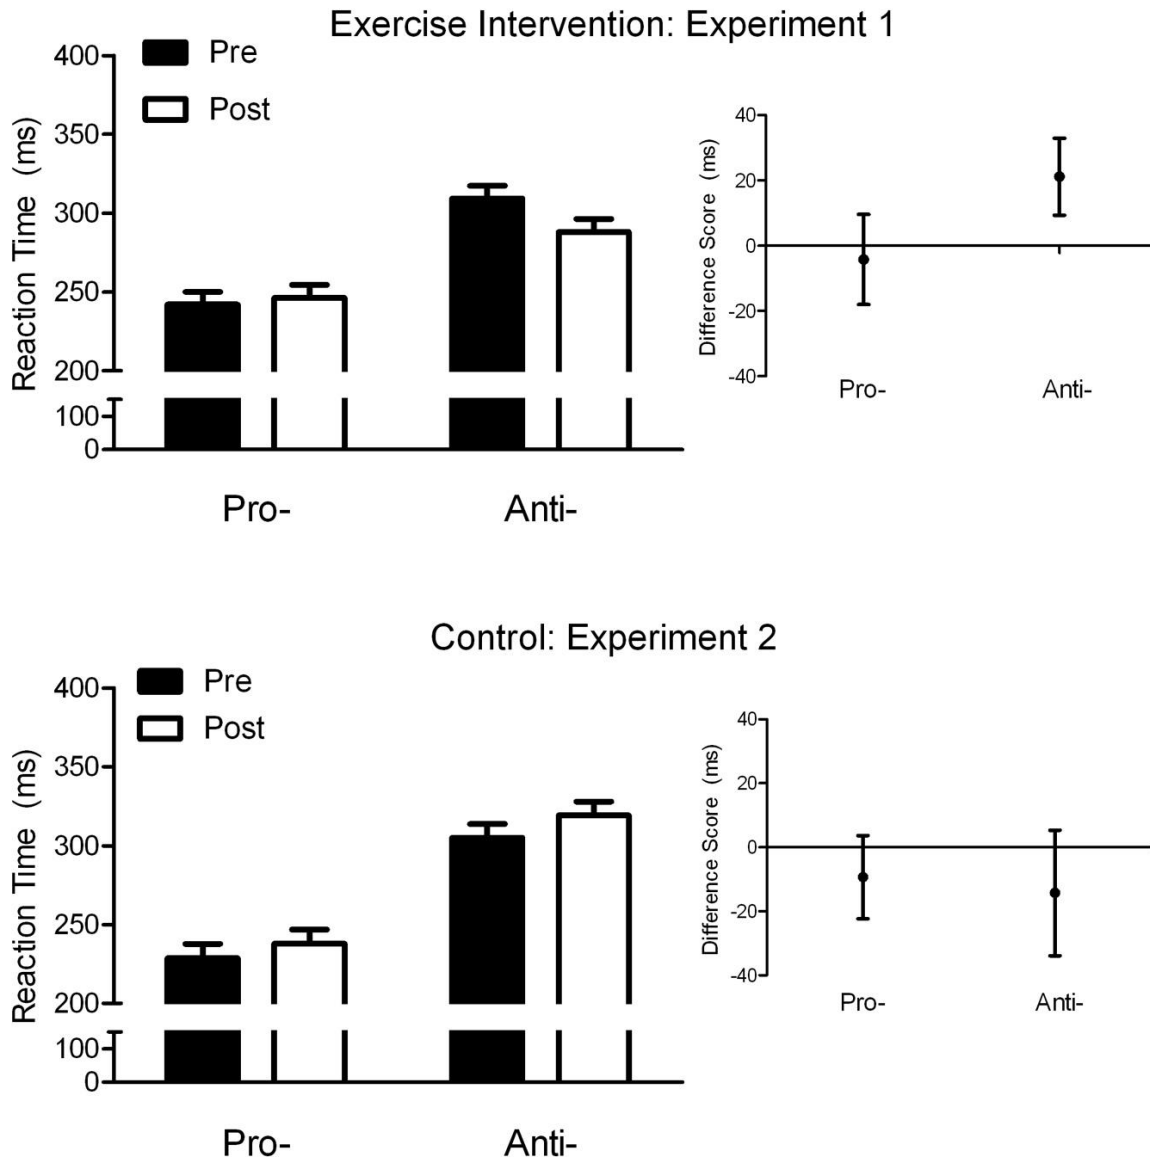 Exercise Intervention: Experiment 1
Pre
Post
Reaction Time (ms)
400
350
300
250
200
100
0
Pro-
Anti-
Difference Score (ms)
40
20
0
-20
-40
Pro-
Anti-
Control: Experiment 2
Pre
Post
Reaction Time (ms)
400
350
300
250
200
100
0
Pro-
Anti-
Difference Score (ms)
40
20
0
-20
-40
Pro-
Anti-